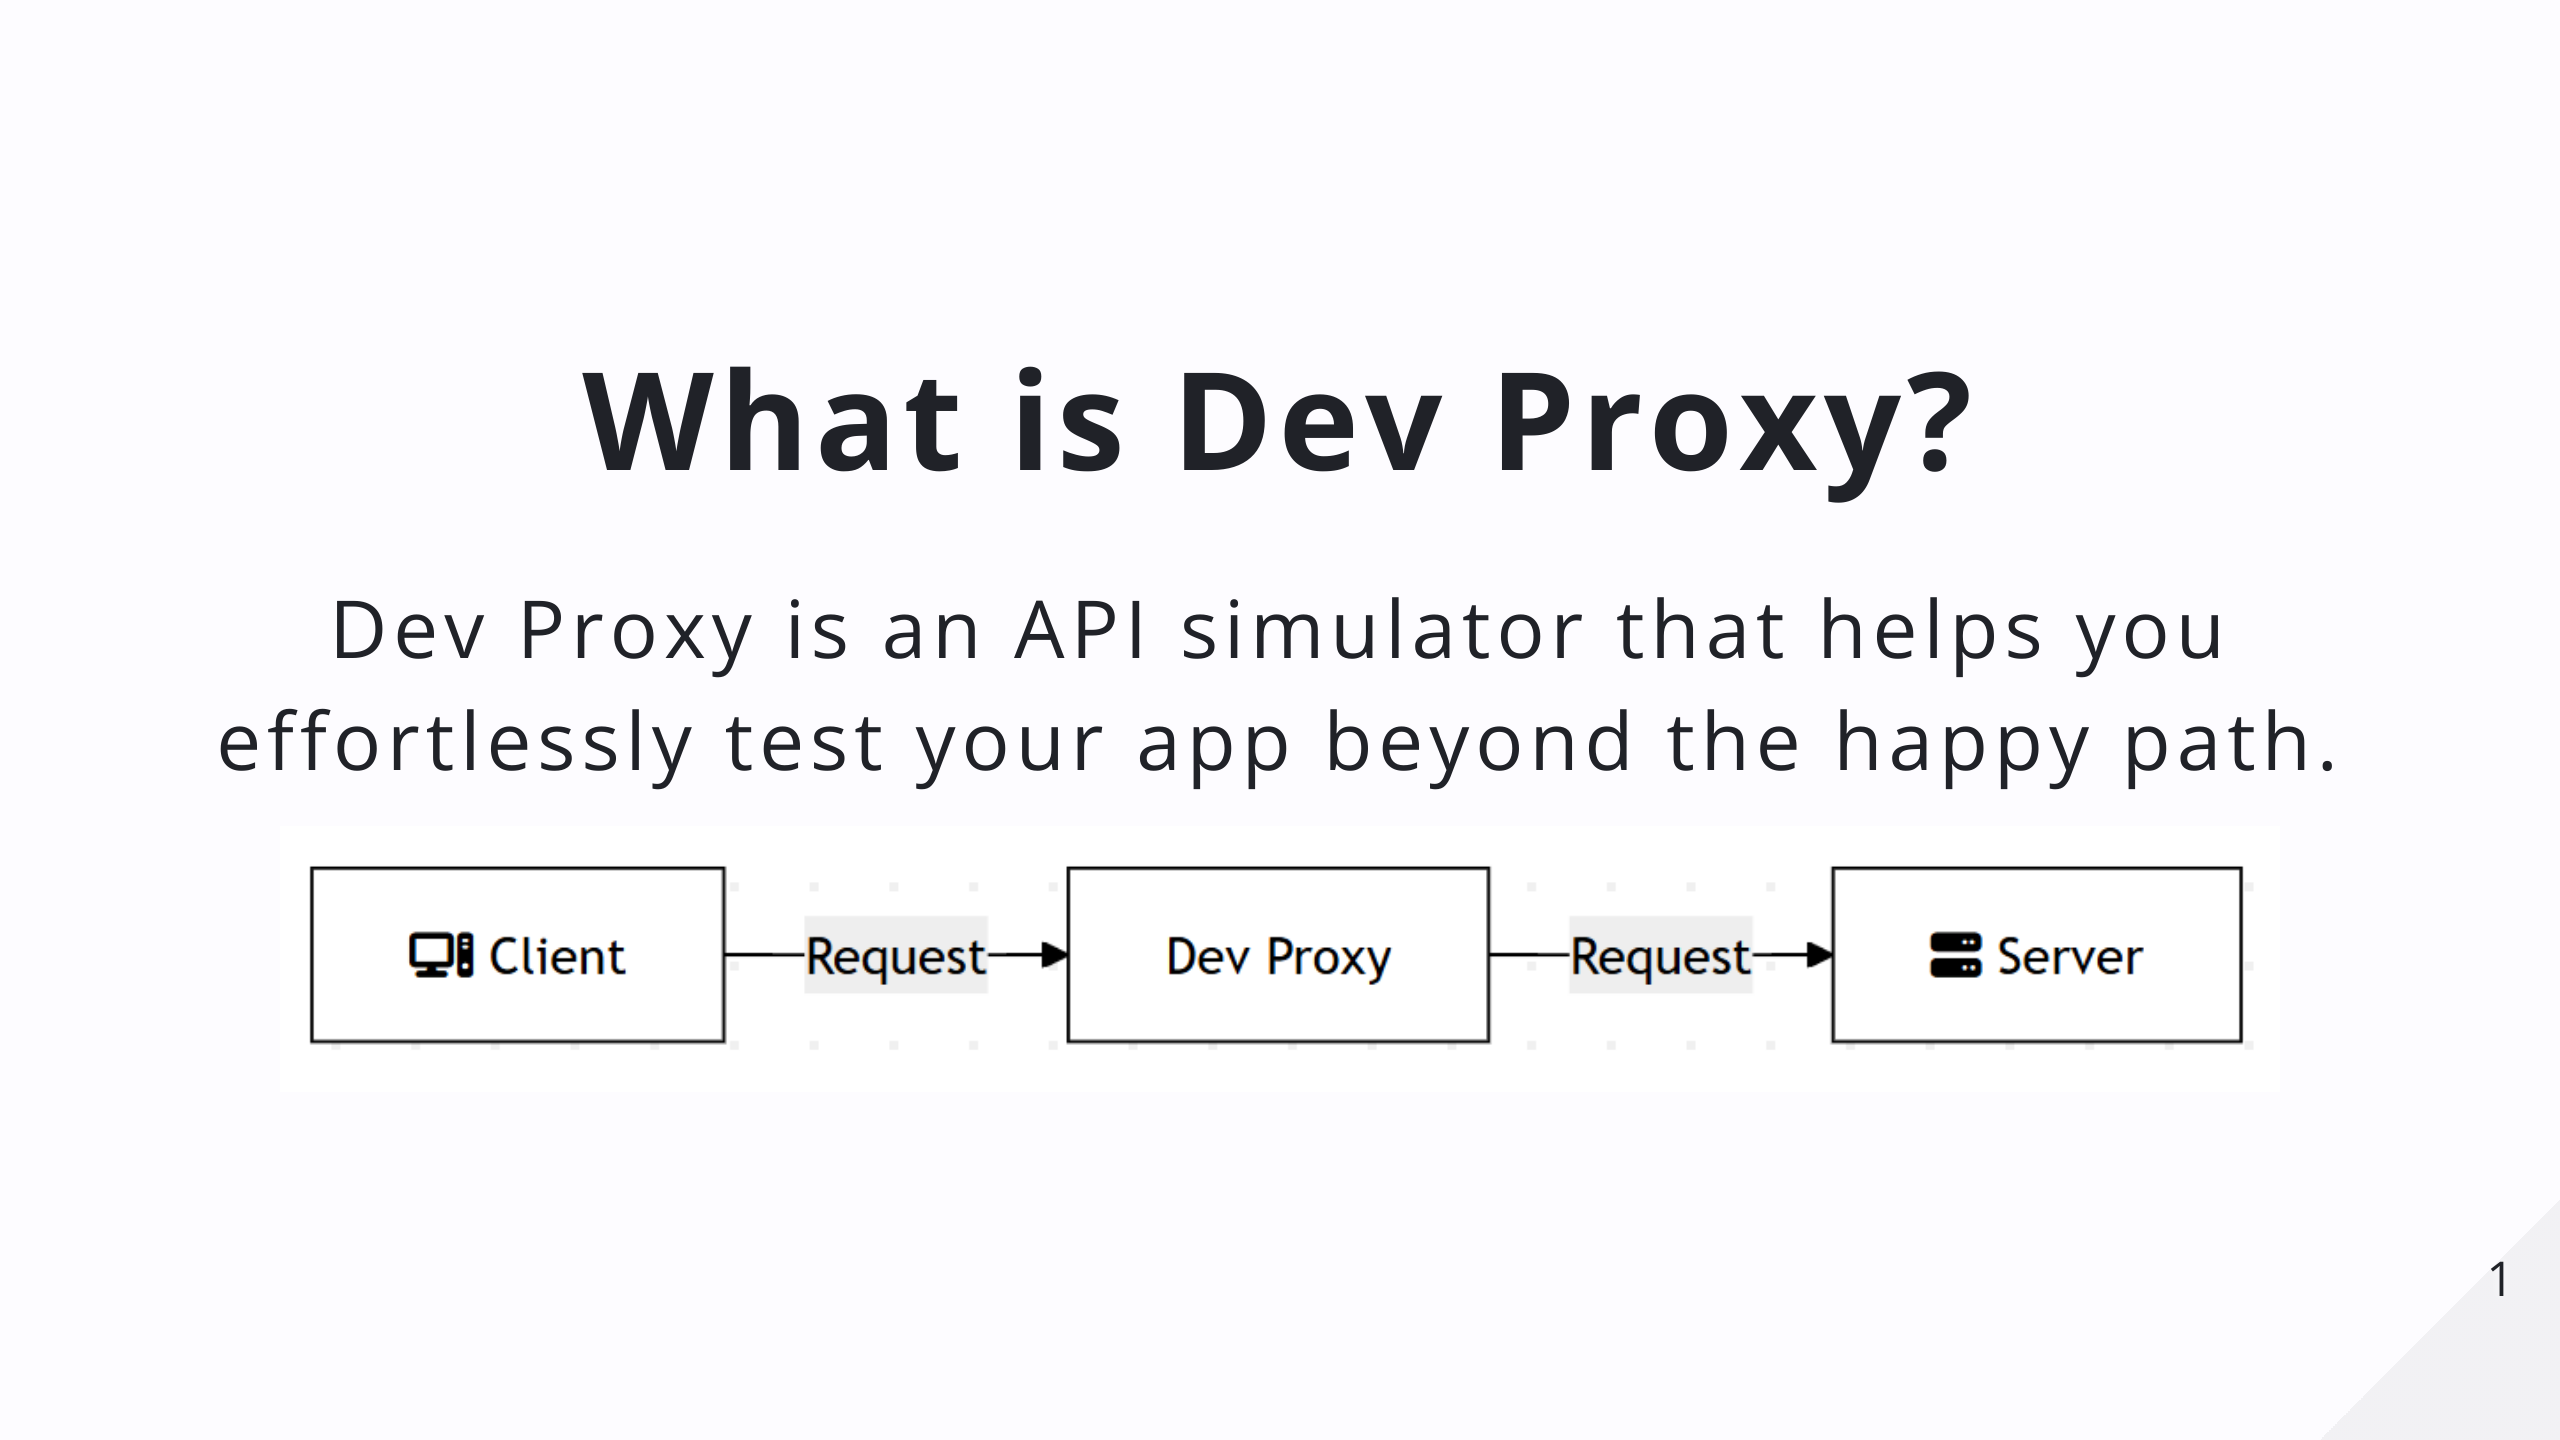 What is Dev Proxy?
Dev Proxy is an API simulator that helps you
effortlessly test your app beyond the happy path.
Client
Request
Dev Proxy
Request
Server
1